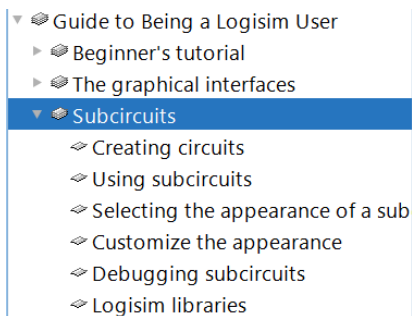 Guide to Being a Logisim User
Beginner's tutorial
The graphical interfaces
Subcircuits
Creating circuits
Using subcircuits
Selecting the appearance of a sub
Customize the appearance
Debugging subcircuits
Logisim libraries